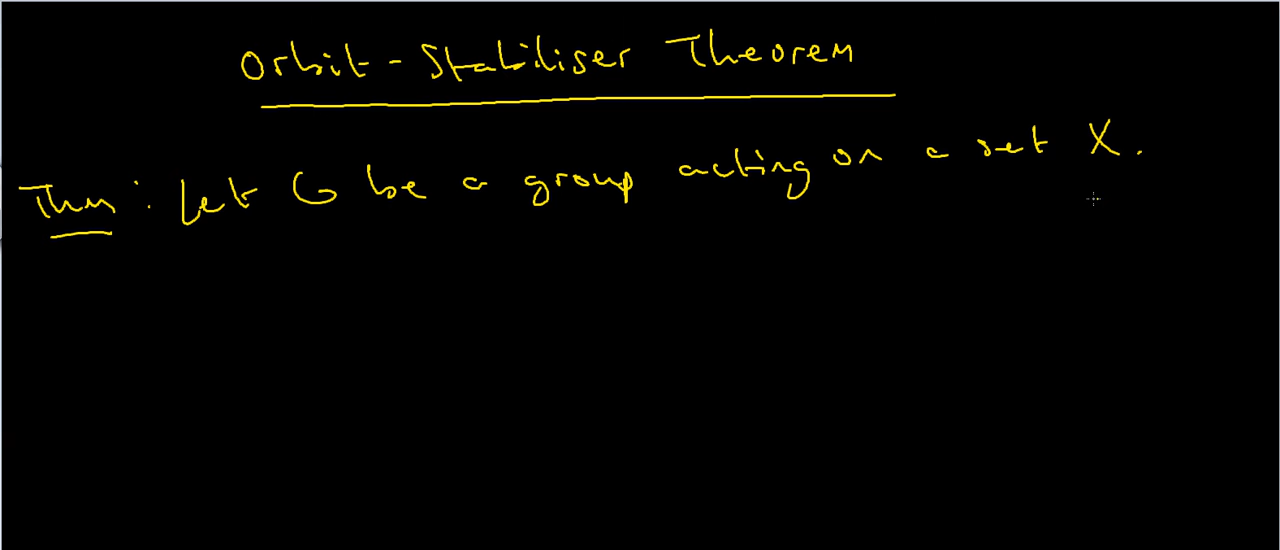 Orbit-Stabiliser Theorem
Thm: Let G be a group acting on a set X.